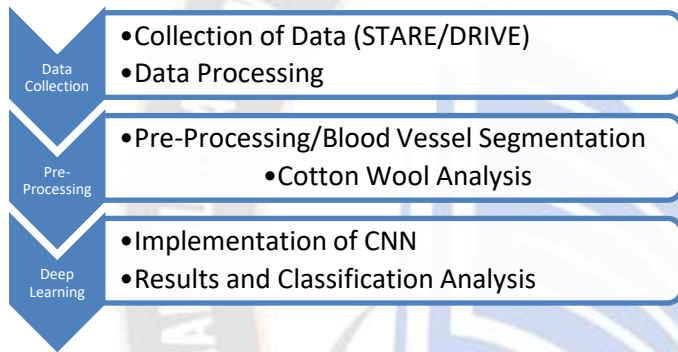 Data
Collection
•Collection of Data (STARE/DRIVE)
•Data Processing
Pre-
Processing
•Pre-Processing/Blood Vessel Segmentation
•Cotton Wool Analysis
Deep
Learning
•Implementation of CNN
•Results and Classification Analysis